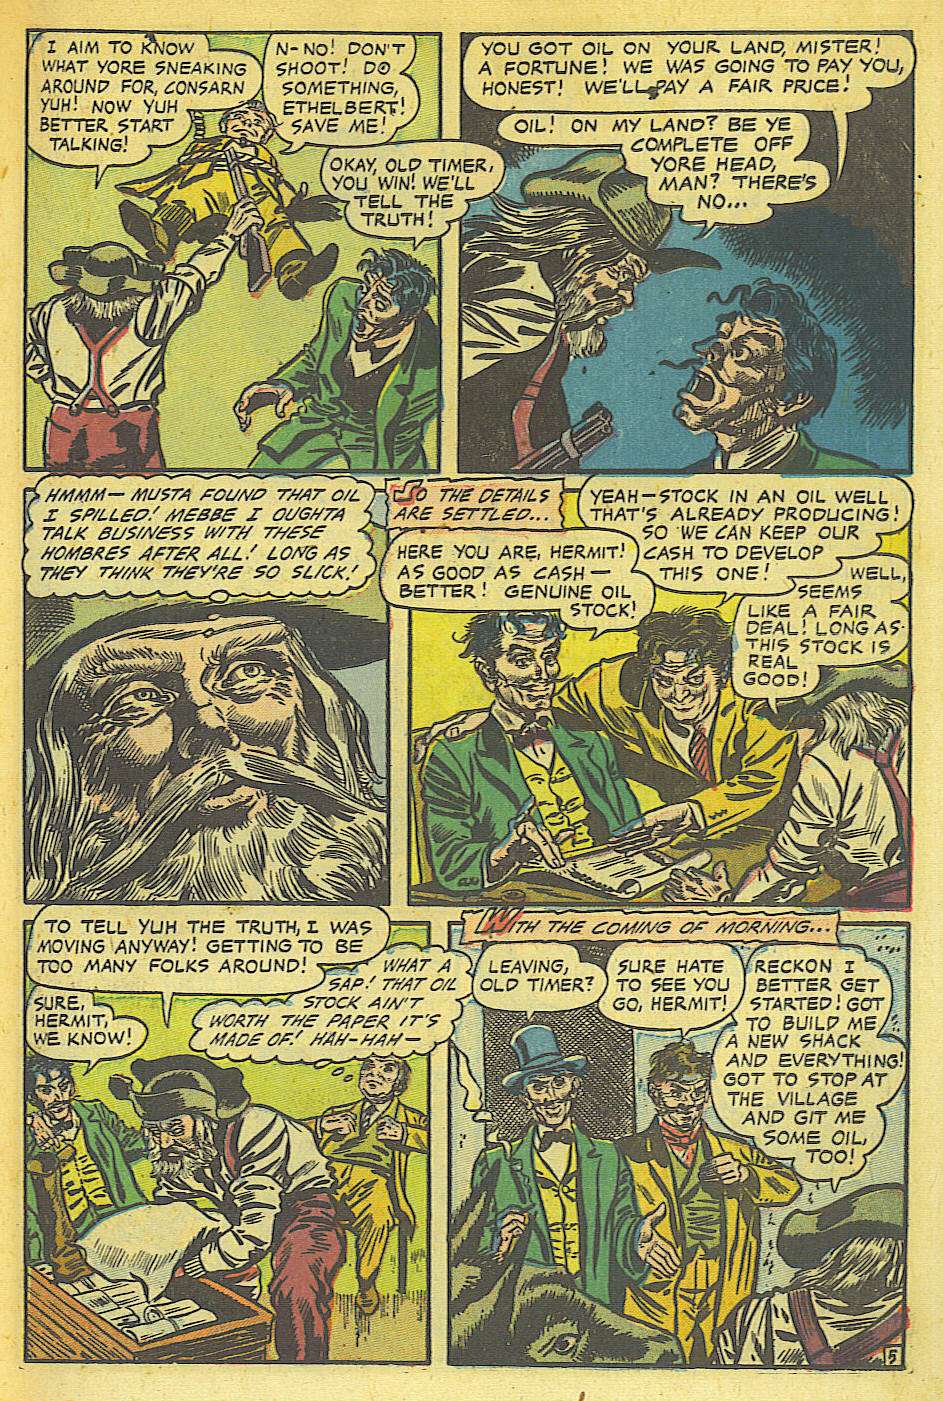 I AIM TO KNOW
WHAT YORE SNEAKING
AROUND FOR, CONSARN
YUH! NOW YUH
BETTER START
TALKING!
N-NO! DON'T
SHOOT! DO
SOMETHING,
ETHELBERT!
SAVE ME!
OKAY, OLD TIMER,
YOU WIN! WE'LL
TELL THE
TRUTH!
YOU GOT OIL ON YOUR LAND, MISTER!
A FORTUNE! WE WAS GOING TO PAY YOU,
HONEST! WE'LL PAY A FAIR PRICE!
OIL! ON MY LAND? BE YE
COMPLETE OFF
YORE HEAD,
MAN? THERE'S
NO...
HMMM— MUSTA FOUND THAT OIL
I SPILLED! MEBBE I OUGHTA
TALK BUSINESS WITH THESE
HOMBRES AFTER ALL! LONG AS
THEY THINK THEY'RE SO SLICK!
SO THE DETAILS
ARE SETTLED...
HERE YOU ARE, HERMIT!
AS GOOD AS CASH—
BETTER! GENUINE OIL
STOCK!
YEAH—STOCK IN AN OIL WELL
THAT'S ALREADY PRODUCING!
SO WE CAN KEEP OUR
CASH TO DEVELOP
THIS ONE!
WELL,
SEEMS
LIKE A FAIR
DEAL! LONG AS
THIS STOCK IS
REAL
GOOD!
TO TELL YUH THE TRUTH, I WAS
MOVING ANYWAY! GETTING TO BE
TOO MANY FOLKS AROUND!
SURE,
HERMIT,
WE KNOW!
WHAT A
SAP! THAT OIL
STOCK AIN'T
WORTH THE PAPER IT'S
MADE OF! HAH-HAH—
WITH THE COMING OF MORNING...
LEAVING,
OLD TIMER?
SURE HATE
TO SEE YOU
GO, HERMIT!
RECKON I
BETTER GET
STARTED! GOT
TO BUILD ME
A NEW SHACK
AND EVERYTHING!
GOT TO STOP AT
THE VILLAGE
AND GIT ME
SOME OIL,
TOO!
5